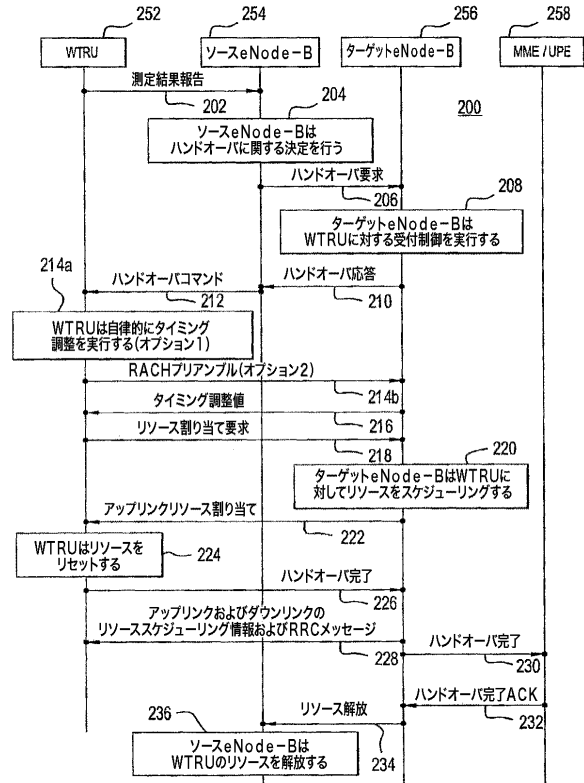 252
254
256
258
WTRU
ソースeNode-B
ターゲットeNode-B
MME/UPE
測定結果報告
202
204
200
ソースeNode-Bは
ハンドオーバに関する決定を行う
ハンドオーバ要求
206
208
ターゲットeNode-Bは
WTRUに対する受付制御を実行する
214a
ハンドオーバコマンド
212
ハンドオーバ応答
210
WTRUは自律的にタイミング
調整を実行する(オプション1)
RACHプリアンブル(オプション2)
214b
タイミング調整値
216
リソース割り当て要求
218
220
ターゲットeNode-BはWTRUに
対してリソースをスケジューリングする
アップリンクリソース割り当て
222
WTRUはリソースを
リセットする
224
ハンドオーバ完了
226
アップリンクおよびダウンリンクの
リソーススケジューリング情報およびRRCメッセージ
228
ハンドオーバ完了
230
ハンドオーバ完了ACK
232
236
リソース解放
234
ソースeNode-Bは
WTRUのリソースを解放する